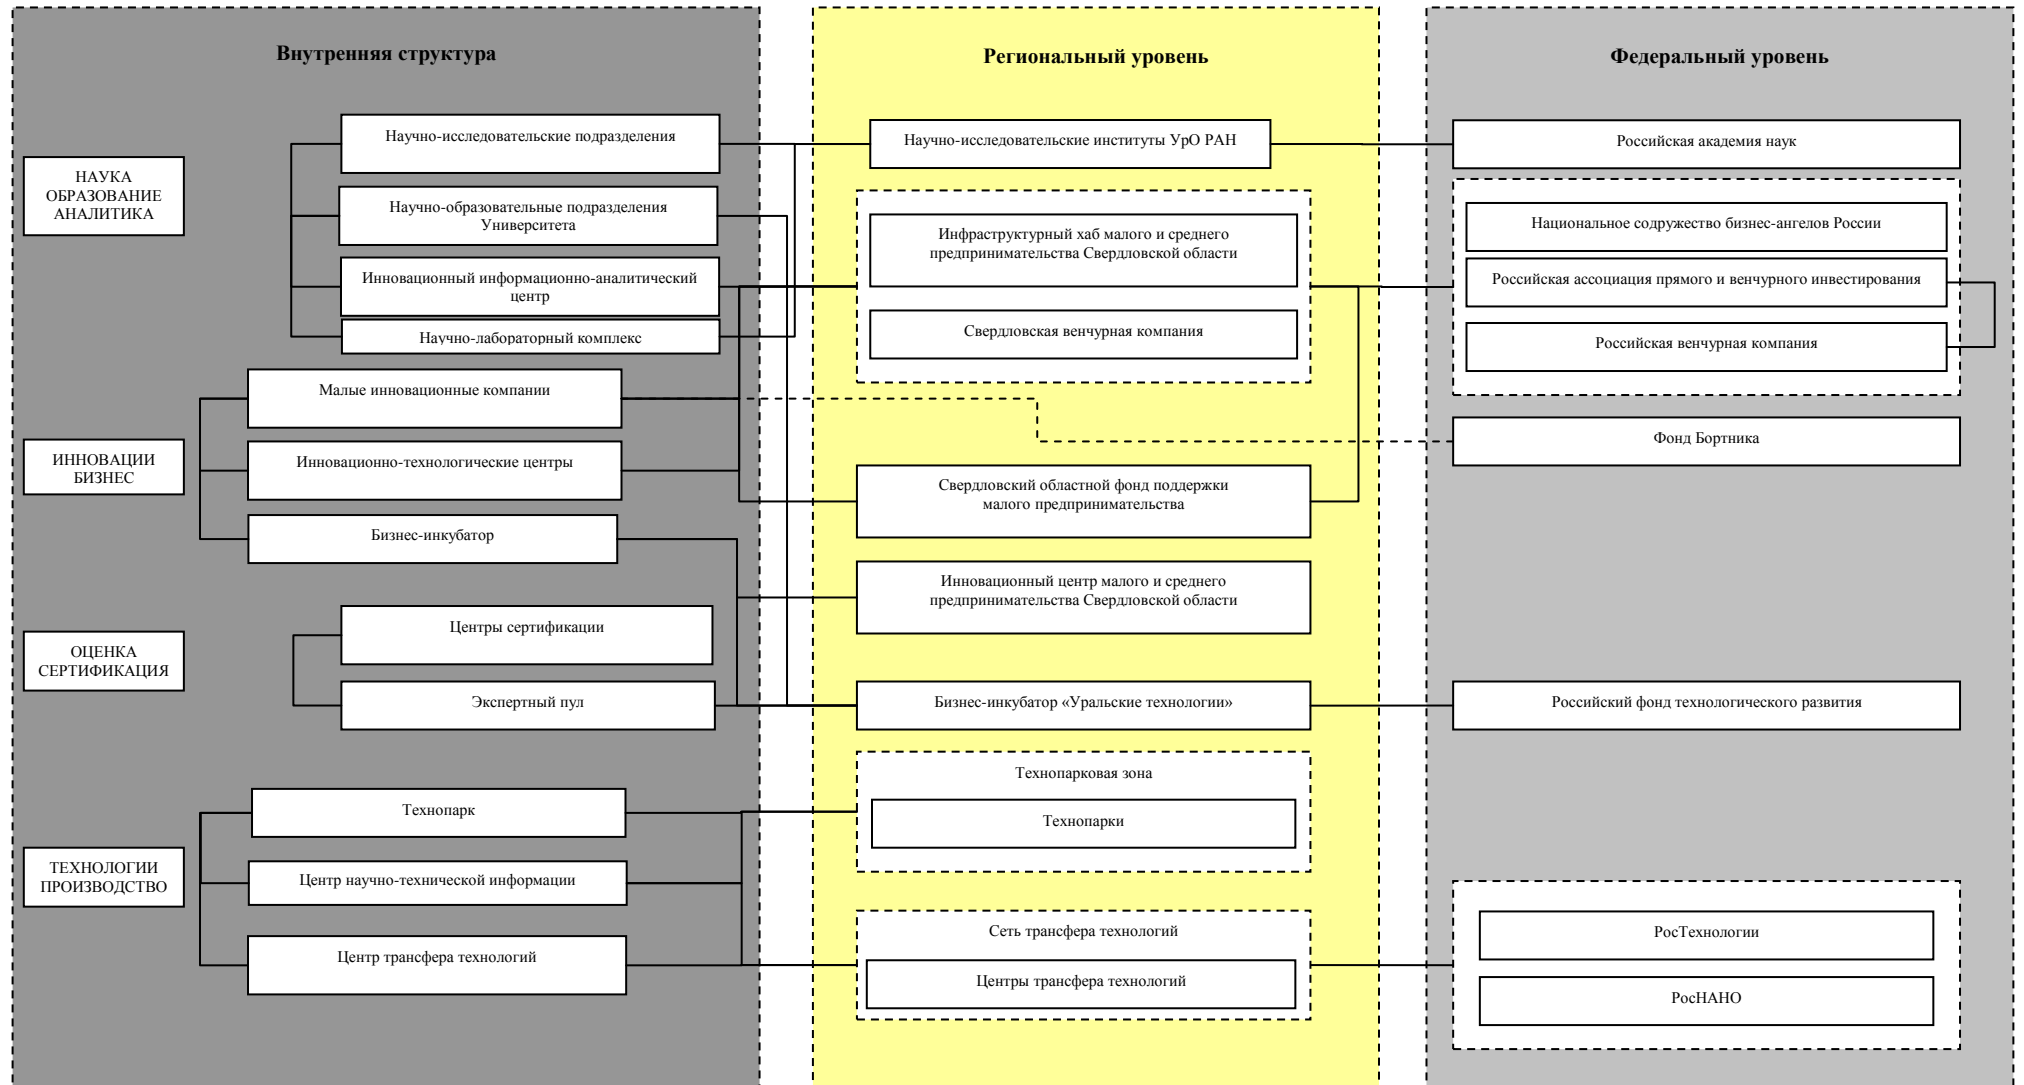 Внутренняя структура
Региональный уровень
Федеральный уровень
НАУКА
ОБРАЗОВАНИЕ
АНАЛИТИКА
Научно-исследовательские подразделения
Научно-образовательные подразделения
Университета
Инновационный информационно-аналитический
центр
Научно-лабораторный комплекс
ИННОВАЦИИ
БИЗНЕС
Малые инновационные компании
Инновационно-технологические центры
Бизнес-инкубатор
ОЦЕНКА
СЕРТИФИКАЦИЯ
Центры сертификации
Экспертный пул
ТЕХНОЛОГИИ
ПРОИЗВОДСТВО
Технопарк
Центр научно-технической информации
Центр трансфера технологий
Научно-исследовательские институты УрО РАН
Инфраструктурный хаб малого и среднего
предпринимательства Свердловской области
Свердловская венчурная компания
Свердловский областной фонд поддержки
малого предпринимательства
Инновационный центр малого и среднего
предпринимательства Свердловской области
Бизнес-инкубатор «Уральские технологии»
Технопарковая зона
Технопарки
Сеть трансфера технологий
Центры трансфера технологий
Российская академия наук
Национальное содружество бизнес-ангелов России
Российская ассоциация прямого и венчурного инвестирования
Российская венчурная компания
Фонд Бортника
Российский фонд технологического развития
РосТехнологии
РосНАНО